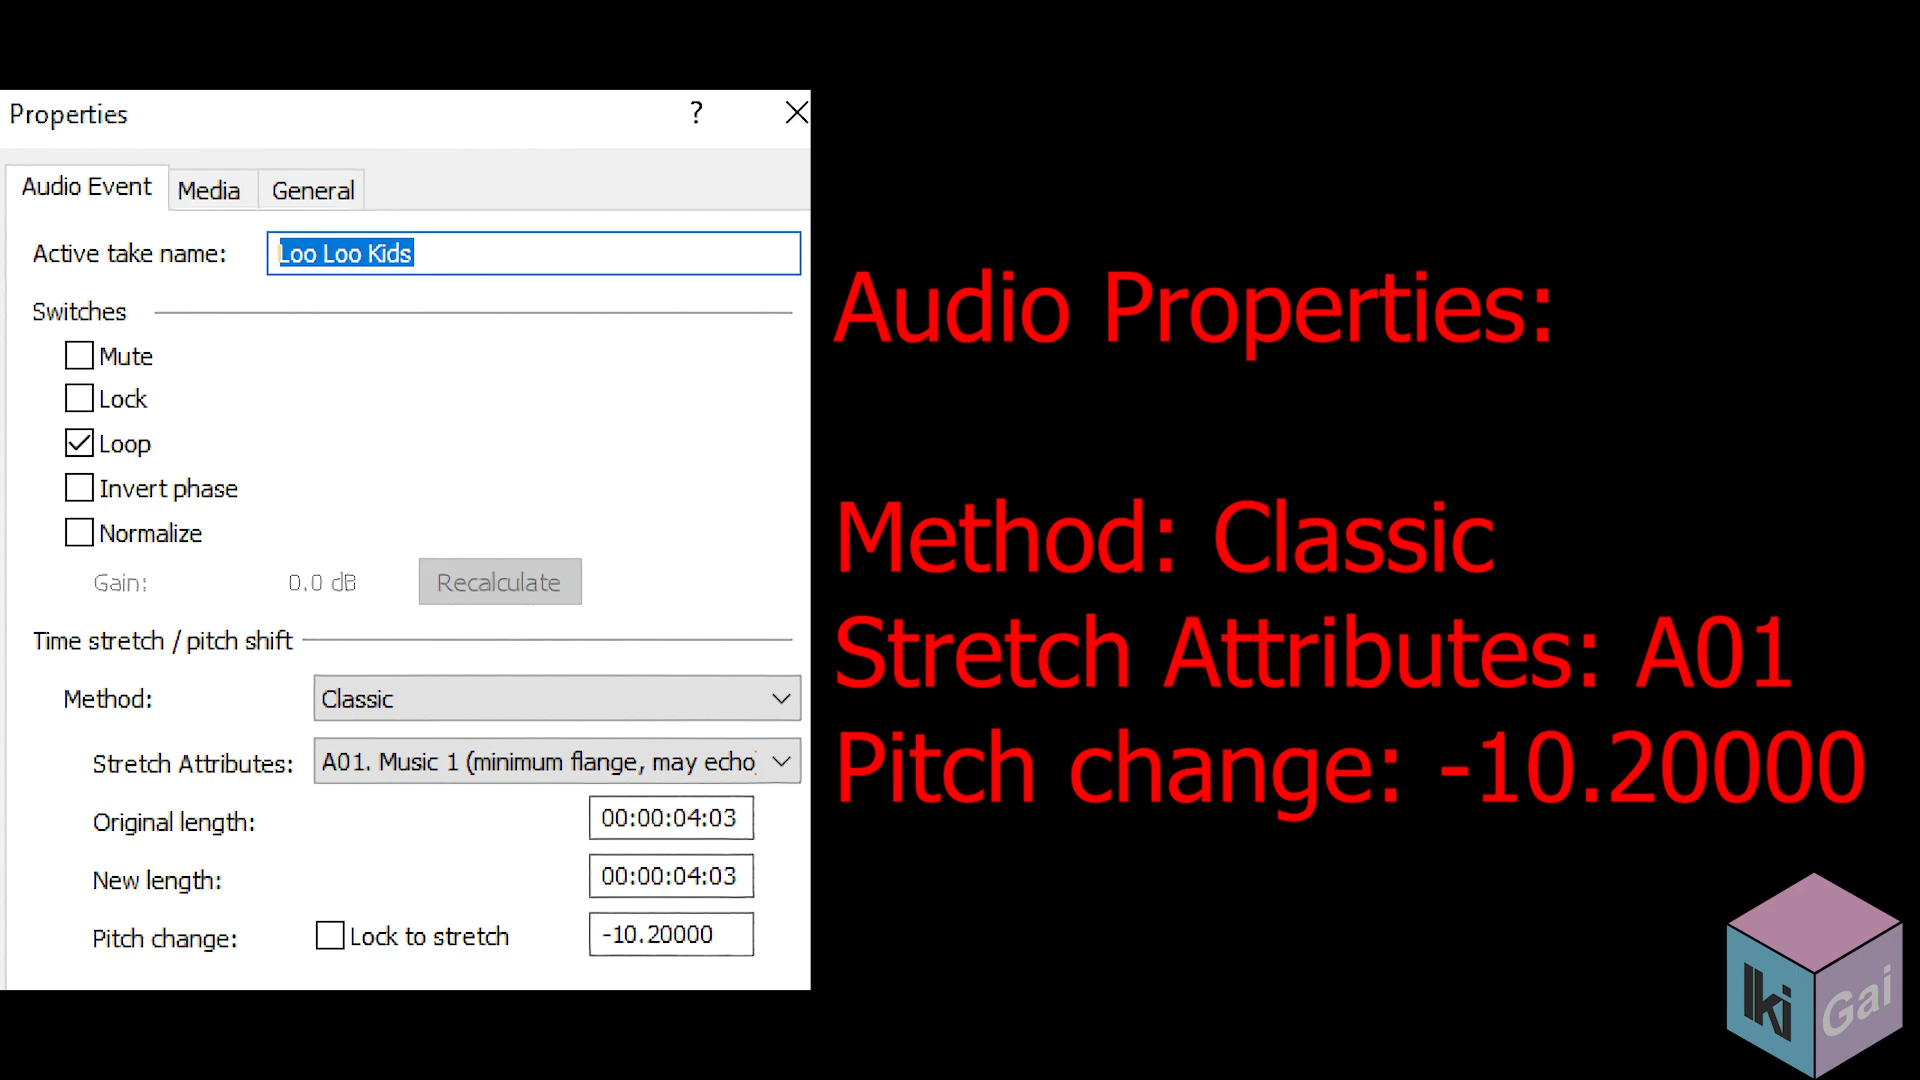 Properties
?
Audio Event Media General
Active take name: Loo Loo Kids
Switches
Mute
Lock
Loop
Invert phase
Normalize
Gain: 0.0 dB Recalculate
Time stretch / pitch shift
Method: Classic
Stretch Attributes: A01. Music 1 (minimum flange, may echo)
Original length: 00:00:04:03
New length: 00:00:04:03
Pitch change: Lock to stretch -10.20000
Audio Properties:
Method: Classic
Stretch Attributes: A01
Pitch change: -10.20000
Iki Gai